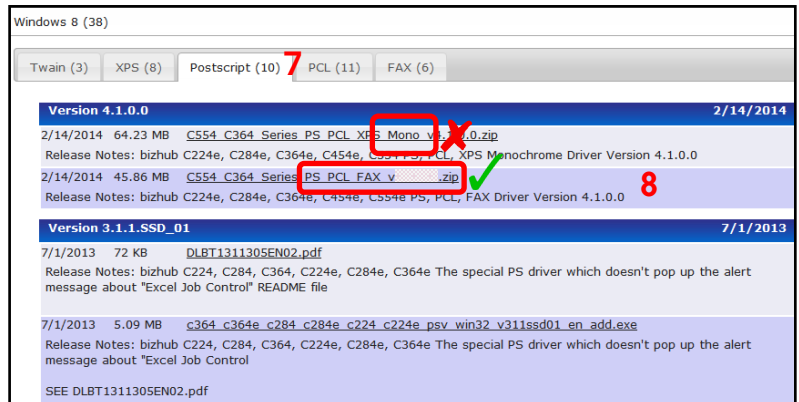 Windows 8 (38)
Twain (3) XPS (8) Postscript (10) 7 PCL (11) FAX (6)
Version 4.1.0.0 2/14/2014
2/14/2014 64.23 MB C554_C364_Series_PS_PCL_XPS_Mono_v4.1.0.0.zip
Release Notes: bizhub C224e, C284e, C364e, C454e, C554 PS, PCL, XPS Monochrome Driver Version 4.1.0.0
2/14/2014 45.86 MB C554_C364_Series_PS_PCL_FAX_v .zip
Release Notes: bizhub C224e, C284e, C364e, C454e, C554e PS, PCL, FAX Driver Version 4.1.0.0 8
Version 3.1.1.SSD_01 7/1/2013
7/1/2013 72 KB DLBT1311305EN02.pdf
Release Notes: bizhub C224, C284, C364, C224e, C284e, C364e The special PS driver which doesn't pop up the alert
message about "Excel Job Control" README file
7/1/2013 5.09 MB c364_c364e_c284_c284e_c224_c224e_psv_win32_v311ssd01_en_add.exe
Release Notes: bizhub C224, C284, C364, C224e, C284e, C364e The special PS driver which doesn't pop up the alert
message about "Excel Job Control
SEE DLBT1311305EN02.pdf